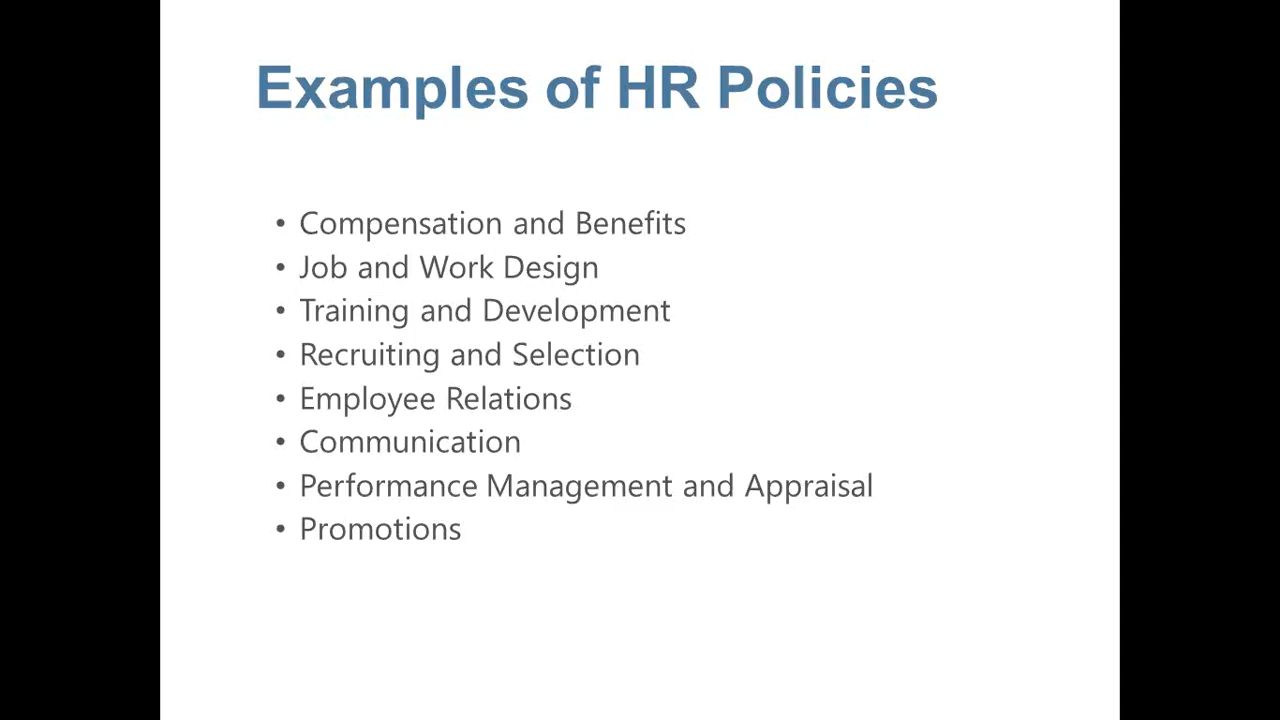 Examples of HR Policies
• Compensation and Benefits
• Job and Work Design
• Training and Development
• Recruiting and Selection
• Employee Relations
• Communication
• Performance Management and Appraisal
• Promotions